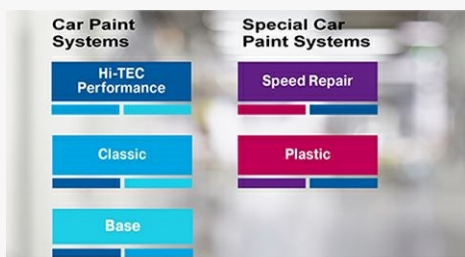 Car Paint
Systems
Hi-TEC
Performance
Classic
Base
Special Car
Paint Systems
Speed Repair
Plastic